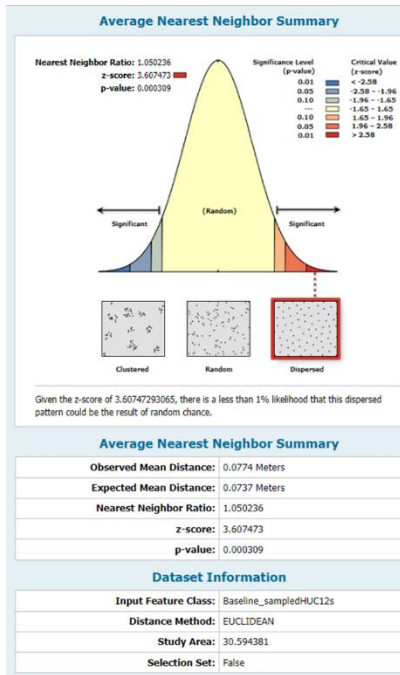 Average Nearest Neighbor Summary
Nearest Neighbor Ratio: 1.050236
z-score: 3.607473
p-value: 0.000309
Significance Level (p-value) Critical Value (z-score)
0.01 < -2.58
0.05 -2.58 - -1.96
0.10 -1.96 - -1.65
--- -1.65 - 1.65
0.10 1.65 - 1.96
0.05 1.96 - 2.58
0.01 > 2.58
(Random)
Significant Significant
Clustered Random Dispersed
Given the z-score of 3.60747293065, there is a less than 1% likelihood that this dispersed
pattern could be the result of random chance.
Average Nearest Neighbor Summary
Observed Mean Distance: 0.0774 Meters
Expected Mean Distance: 0.0737 Meters
Nearest Neighbor Ratio: 1.050236
z-score: 3.607473
p-value: 0.000309
Dataset Information
Input Feature Class: Baseline_sampledHUC12s
Distance Method: EUCLIDEAN
Study Area: 30.594381
Selection Set: False